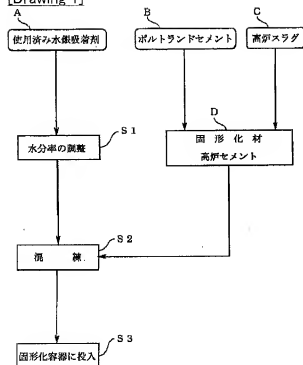 [Drawing 1]
A
B
C
使用済み水銀吸着剤
ポルトランドセメント
高炉スラグ
D
S1
水分率の調整
固形化材
高炉セメント
S2
混練
S3
固形化容器に投入